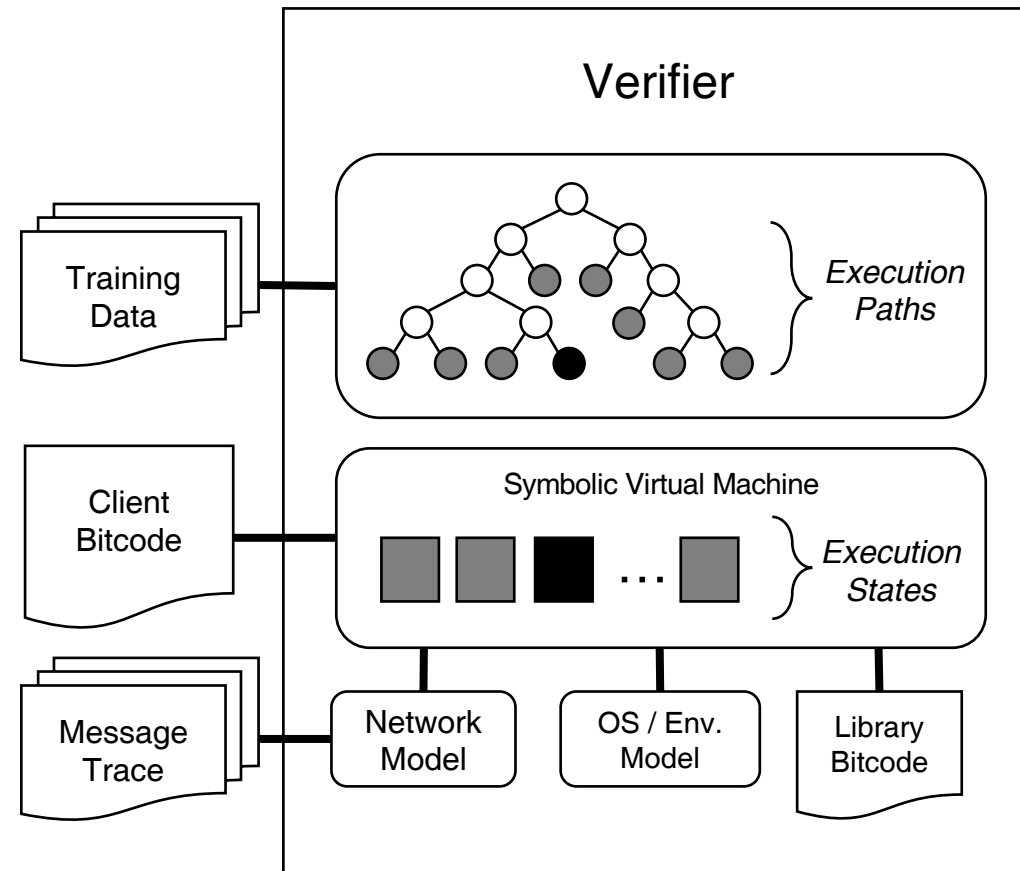 Verifier
Training
Data
Execution
Paths
Client
Bitcode
Symbolic Virtual Machine
...
Execution
States
Message
Trace
Network
Model
OS / Env.
Model
Library
Bitcode